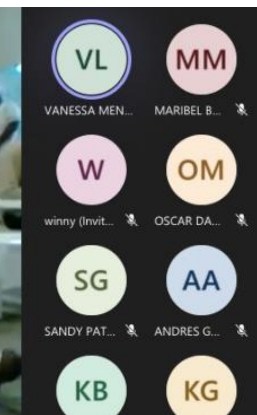 VL MM
VANESSA MEN... MARIBEL B...
W OM
winny (Invit... OSCAR DA...
SG AA
SANDY PAT... ANDRES G...
KB KG